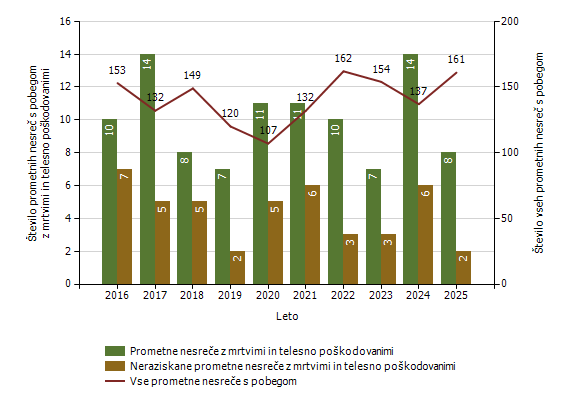 16
14
12
10
8
6
4
2
0
200
150
100
50
0
Število prometnih nesreč s pobegom
z mrtvimi in telesno poškodovanimi
Število vseh prometnih nesreč s pobegom
153 132 149 120 107 132 162 154 137 161
10 14 8 7 11 11 10 7 14 8
7 5 5 2 5 6 3 3 6 2
2016 2017 2018 2019 2020 2021 2022 2023 2024 2025
Leto
Prometne nesreče z mrtvimi in telesno poškodovanimi
Neraziskane prometne nesreče z mrtvimi in telesno poškodovanimi
Vse prometne nesreče s pobegom